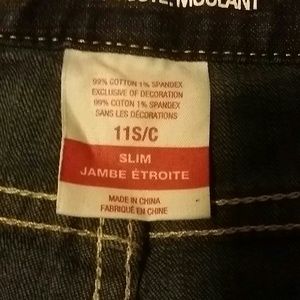 MOULANT
99% COTTON 1% SPANDEX
EXCLUSIVE OF DECORATION
99% COTON 1% SPANDEX
SANS LES DÉCORATIONS
11S/C
SLIM
JAMBE ÉTROITE
MADE IN CHINA
FABRIQUÉ EN CHINE